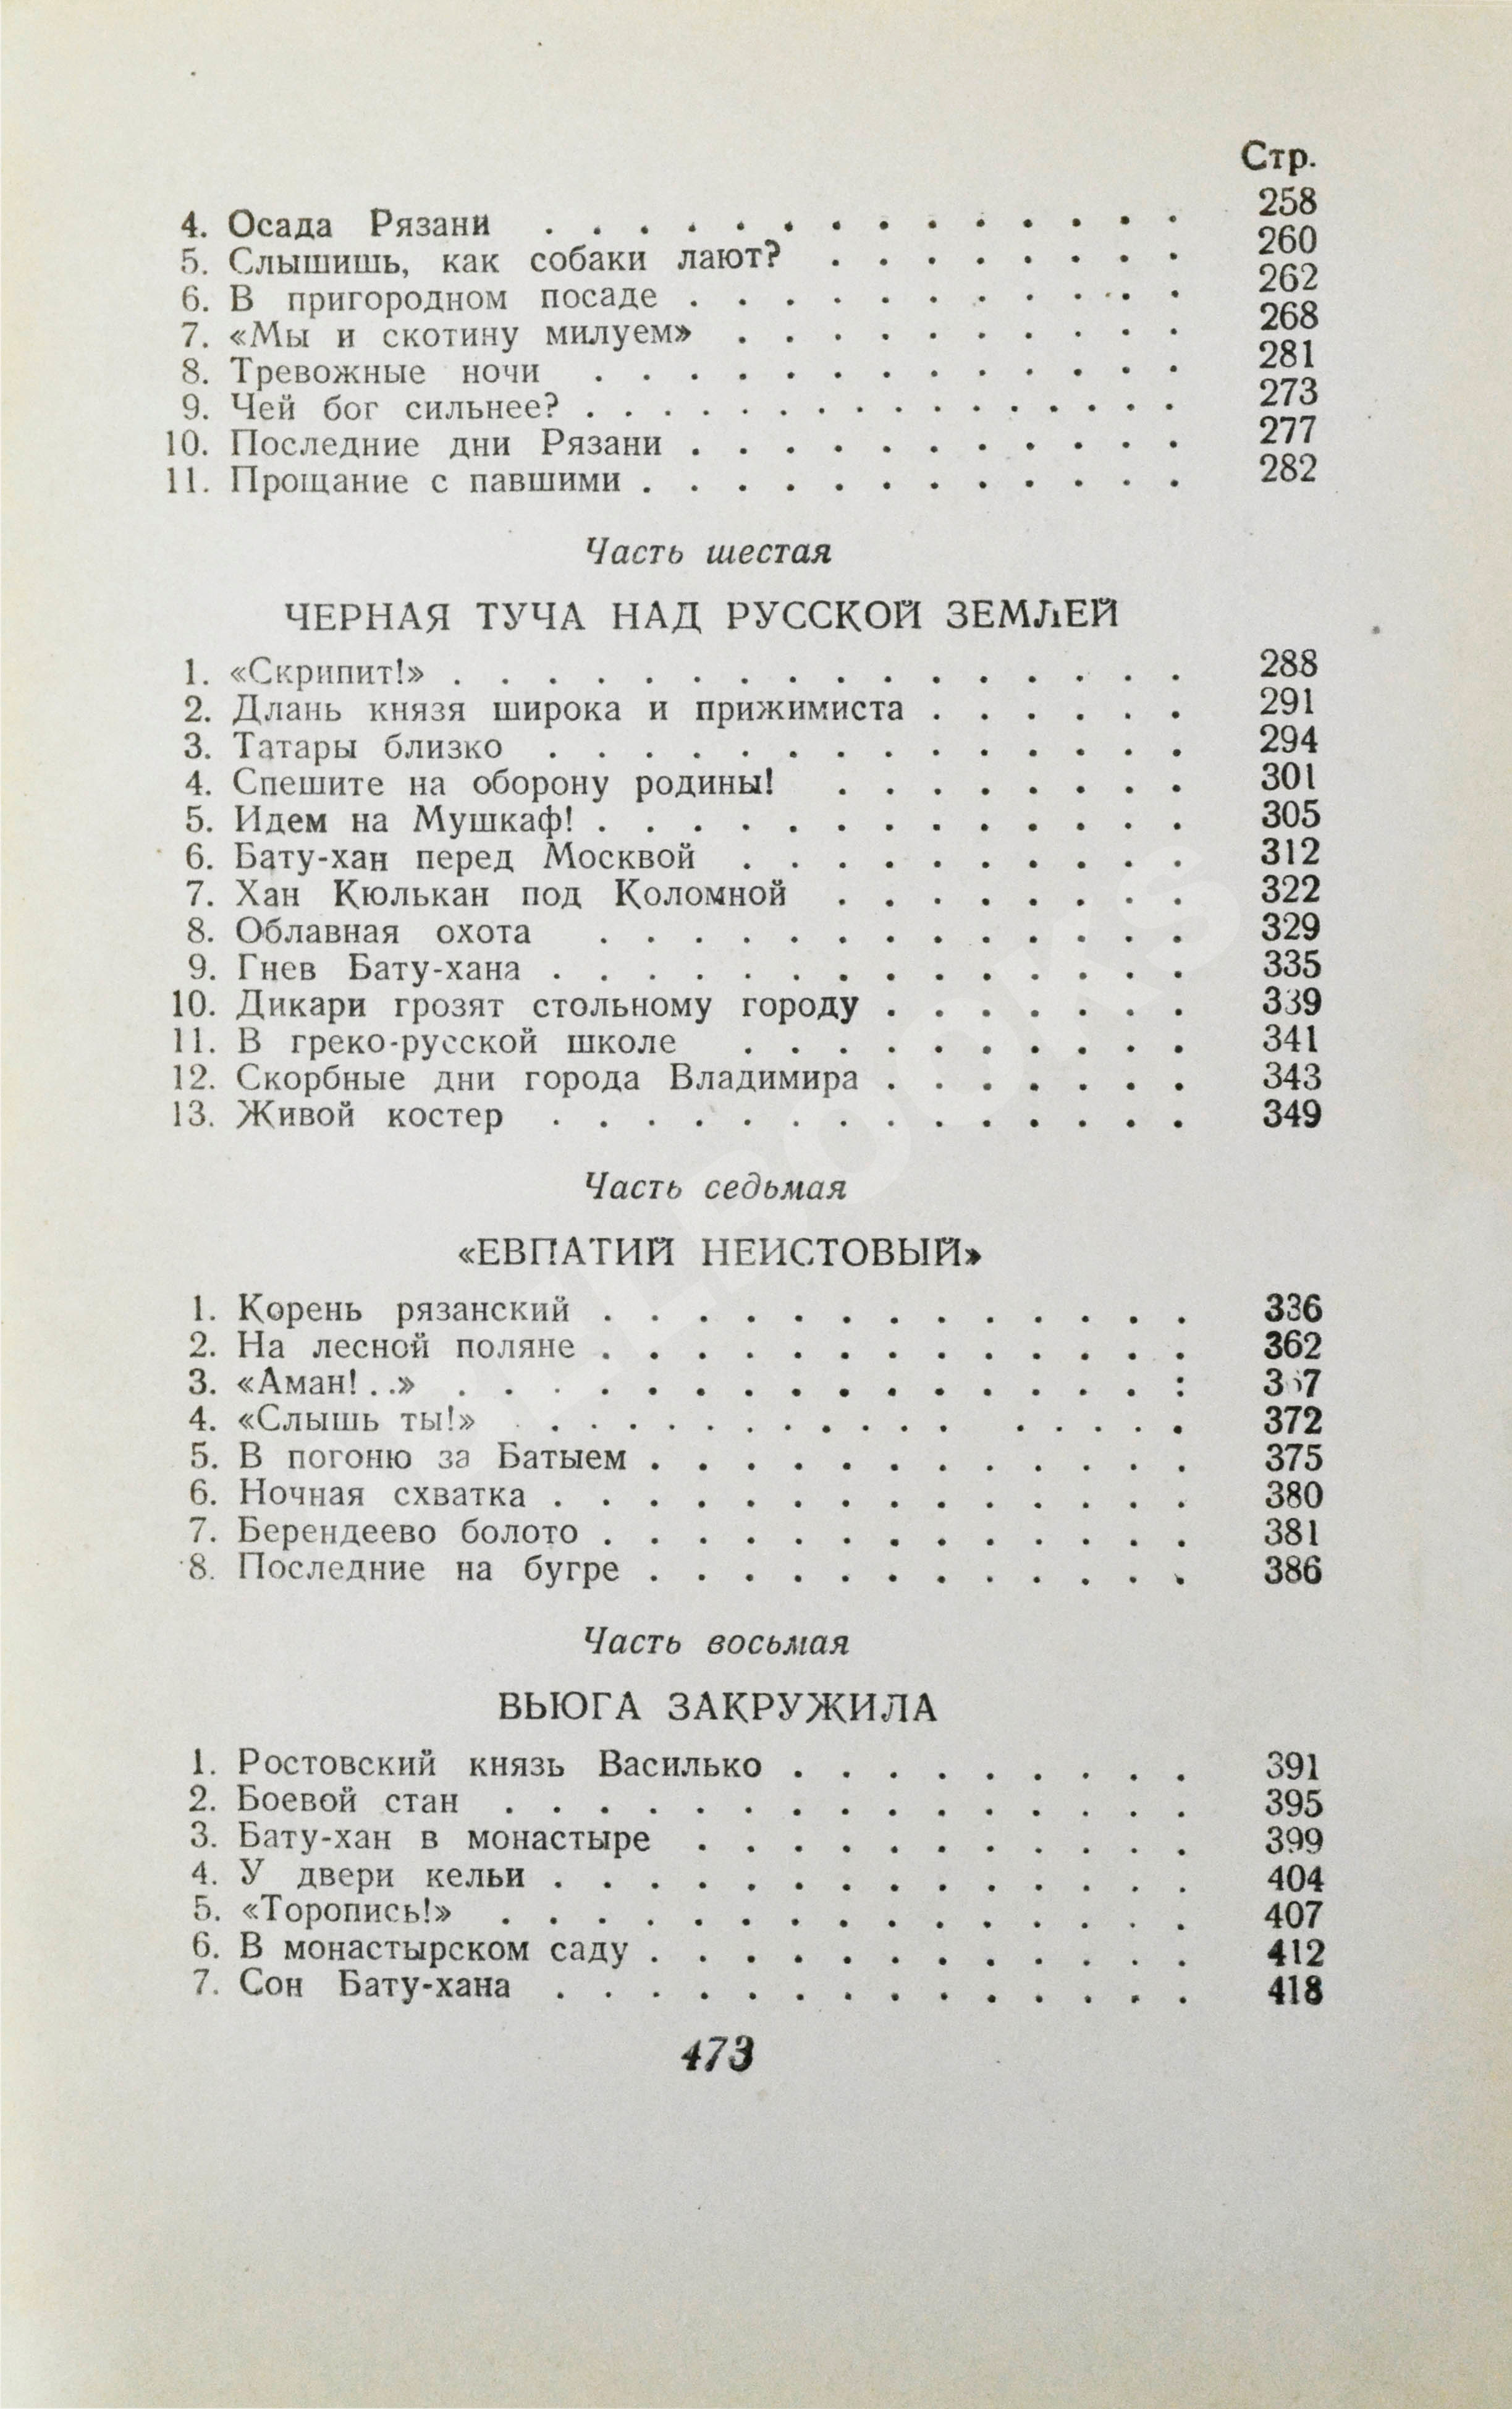 Стр.
4. Осада Рязани . . . . . . . . . . . . . . 258
5. Слышишь, как собаки лают? . . . . . . . . 260
6. В пригородном посаде . . . . . . . . . . . 262
7. «Мы и скотину милуем» . . . . . . . . . . 268
8. Тревожные ночи . . . . . . . . . . . . . 281
9. Чей бог сильнее? . . . . . . . . . . . . . 273
10. Последние дни Рязани . . . . . . . . . . . 277
11. Прощание с павшими . . . . . . . . . . . . 282
Часть шестая
ЧЕРНАЯ ТУЧА НАД РУССКОЙ ЗЕМЛЕЙ
1. «Скрипит!» . . . . . . . . . . . . . . . . 288
2. Длань князя широка и прижимиста . . . . . . 291
3. Татары близко . . . . . . . . . . . . . . 294
4. Спешите на оборону родины! . . . . . . . . 301
5. Идем на Мушкаф! . . . . . . . . . . . . . 305
6. Бату-хан перед Москвой . . . . . . . . . . 312
7. Хан Кюлькан под Коломной . . . . . . . . 322
8. Облавная охота . . . . . . . . . . . . . 329
9. Гнев Бату-хана . . . . . . . . . . . . . . 335
10. Дикари грозят стольному городу . . . . . . . 339
11. В греко-русской школе . . . . . . . . . . 341
12. Скорбные дни города Владимира . . . . . . . 343
13. Живой костер . . . . . . . . . . . . . . 349
Часть седьмая
«ЕВПАТИЙ НЕИСТОВЫЙ»
1. Корень рязанский . . . . . . . . . . . . . 336
2. На лесной поляне . . . . . . . . . . . . . 362
3. «Аман!..» . . . . . . . . . . . . . . . :
4. «Слышь ты!» . . . . . . . . . . . . . 372
5. В погоню за Батыем . . . . . . . . . . . . 375
6. Ночная схватка . . . . . . . . . . . . . . 380
7. Берендеево болото . . . . . . . . . . . . . 381
8. Последние на бугре . . . . . . . . . . . . 386
Часть восьмая
ВЬЮГА ЗАКРУЖИЛА
1. Ростовский князь Василько . . . . . . . . . 391
2. Боевой стан . . . . . . . . . . . . . . . 395
3. Бату-хан в монастыре . . . . . . . . . . . 399
4. У двери кельи . . . . . . . . . . . . . . 404
5. «Торопись!» . . . . . . . . . . . . . . . 407
6. В монастырском саду . . . . . . . . . . . . 412
7. Сон Бату-хана . . . . . . . . . . . . . . 418
473